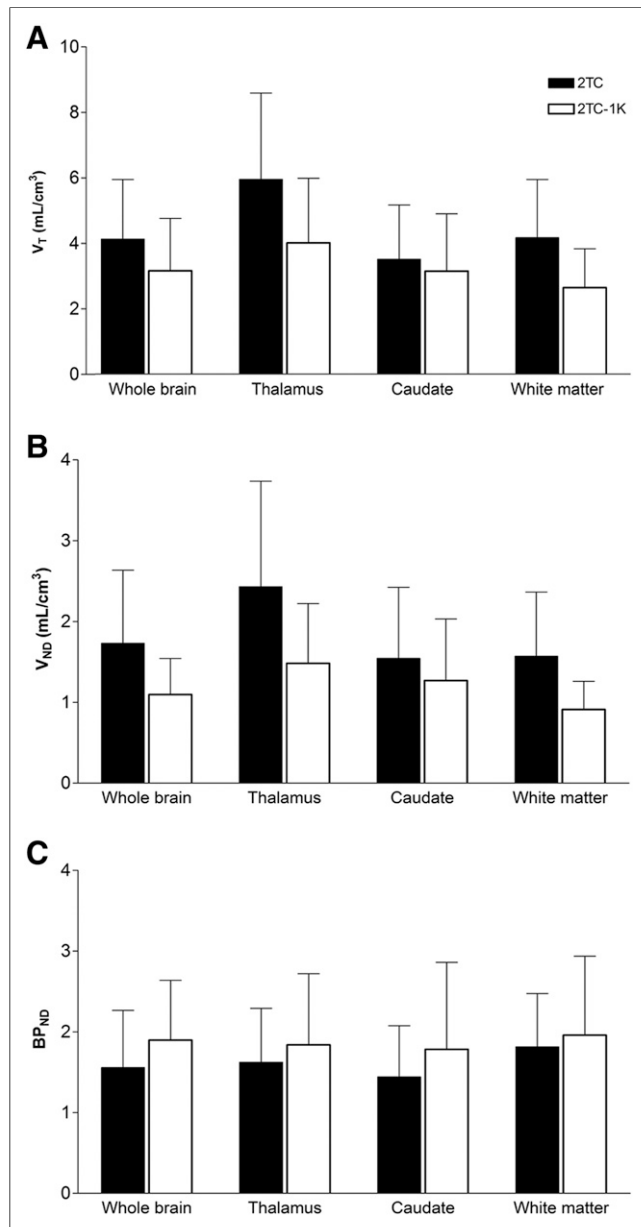 A
10
8
6
4
2
0
V_T (mL/cm³)
2TC
2TC-1K
Whole brain Thalamus Caudate White matter
B
4
3
2
1
0
V_ND (mL/cm³)
Whole brain Thalamus Caudate White matter
C
4
3
2
1
0
BP_ND
Whole brain Thalamus Caudate White matter